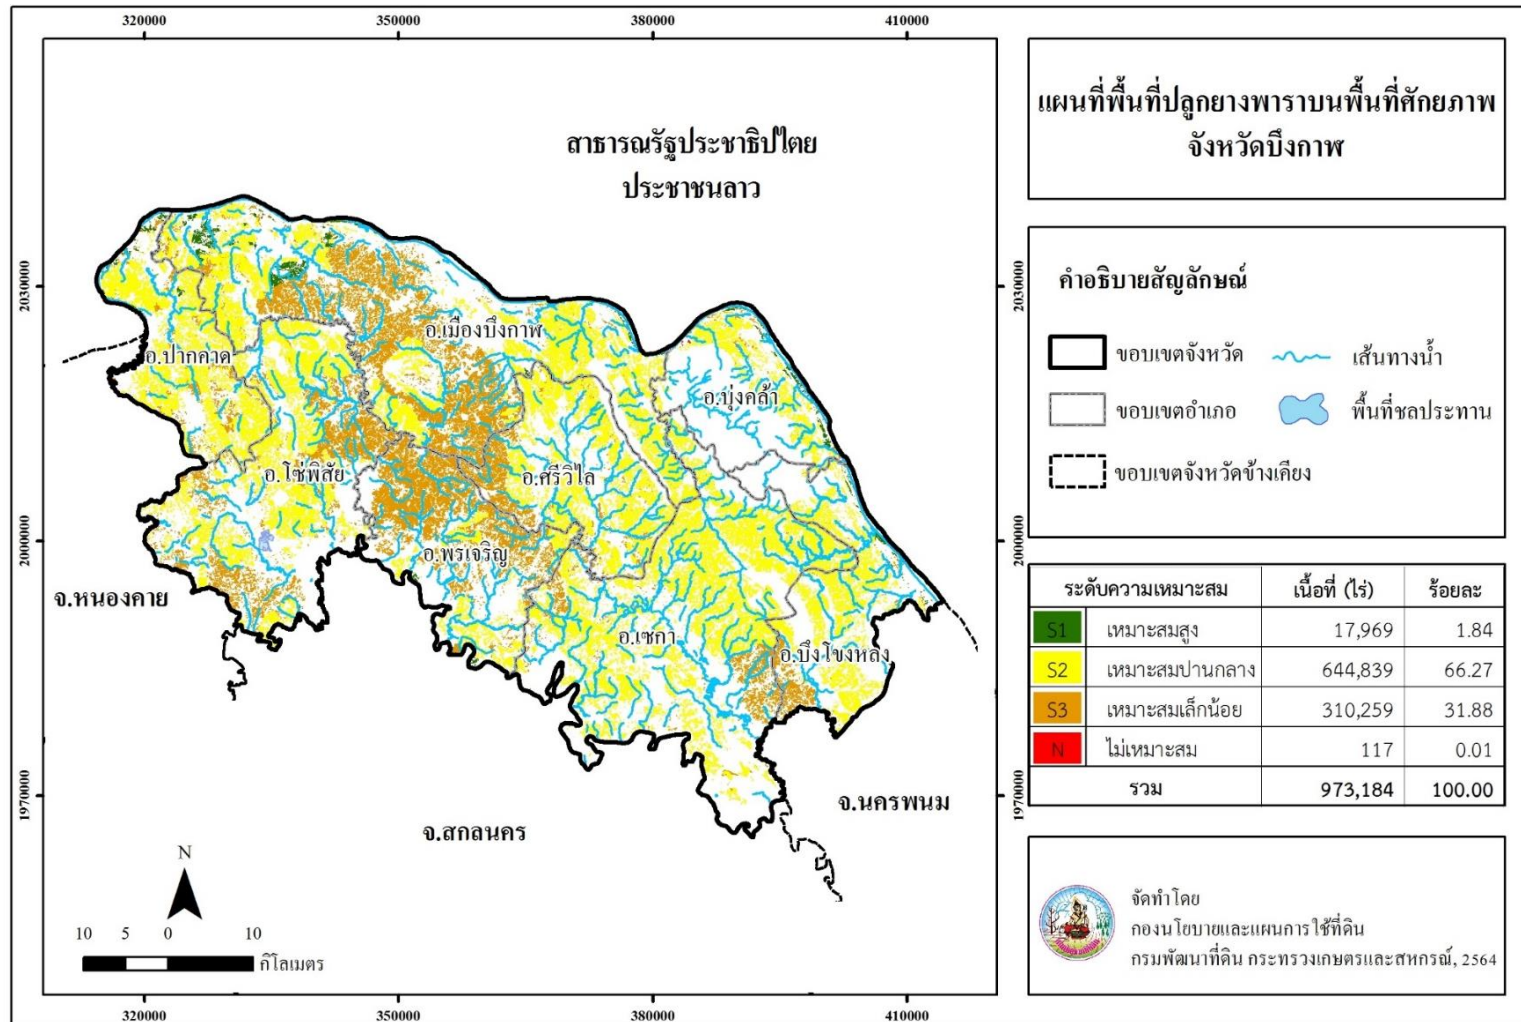 320000 350000 380000 410000
แผนที่พื้นที่ปลูกยางพาราบนพื้นที่ศักยภาพ
จังหวัดบึงกาฬ
สาธารณรัฐประชาธิปไตย
ประชาชนลาว
2030000
2000000
1970000
อ.เมืองบึงกาฬ
อ.ปากคาด
อ.บุ่งคล้า
อ.โซ่พิสัย
อ.ศรีวิไล
อ.พรเจริญ
อ.เซกา
อ.บึงโขงหลง
จ.หนองคาย
จ.นครพนม
จ.สกลนคร
N
10 5 0 10
กิโลเมตร
320000 350000 380000 410000
2030000
2000000
1970000
คำอธิบายสัญลักษณ์
ขอบเขตจังหวัด เส้นทางน้ำ
ขอบเขตอำเภอ พื้นที่ชลประทาน
ขอบเขตจังหวัดข้างเคียง
ระดับความเหมาะสม เนื้อที่ (ไร่) ร้อยละ
S1 เหมาะสมสูง 17,969 1.84
S2 เหมาะสมปานกลาง 644,839 66.27
S3 เหมาะสมเล็กน้อย 310,259 31.88
N ไม่เหมาะสม 117 0.01
รวม 973,184 100.00
จัดทำโดย
กองนโยบายและแผนการใช้ที่ดิน
กรมพัฒนาที่ดิน กระทรวงเกษตรและสหกรณ์, 2564